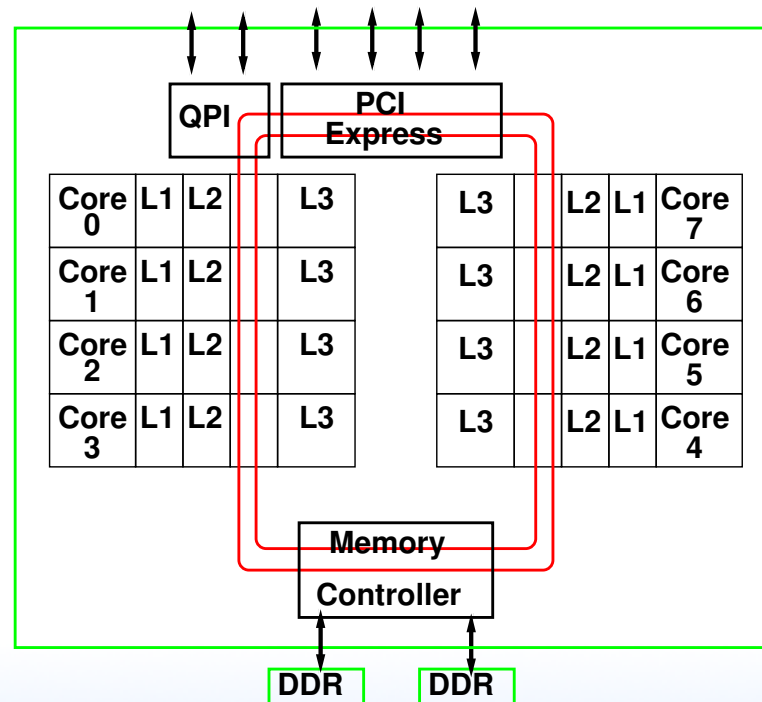 QPI
PCI
Express
Core L1 L2 L3 L3 L2 L1 Core
0 7
Core L1 L2 L3 L3 L2 L1 Core
1 6
Core L1 L2 L3 L3 L2 L1 Core
2 5
Core L1 L2 L3 L3 L2 L1 Core
3 4
Memory
Controller
DDR DDR